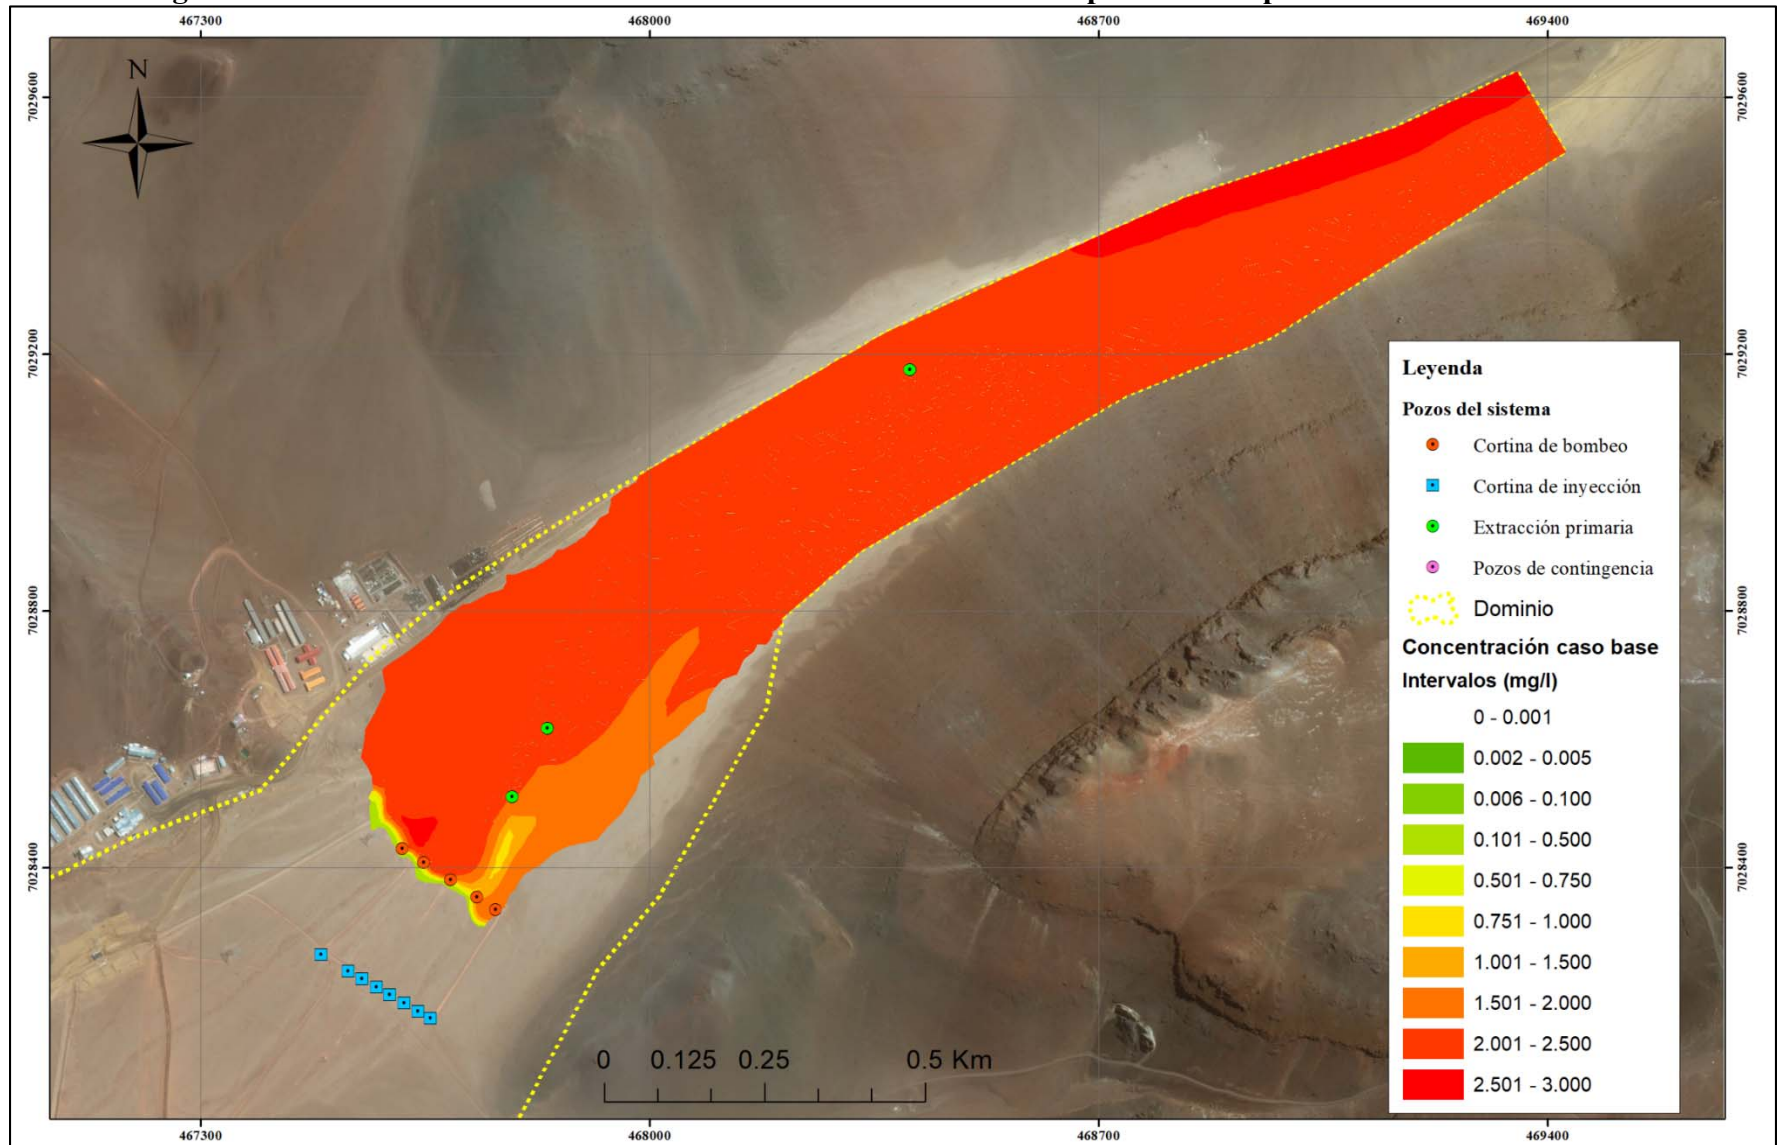 467300 468000 468700 469400
N
7029600 7029600
7029200 7029200
7028800 7028800
7028400 7028400
Leyenda
Pozos del sistema
Cortina de bombeo
Cortina de inyección
Extracción primaria
Pozos de contingencia
Dominio
Concentración caso base
Intervalos (mg/l)
0 - 0.001
0.002 - 0.005
0.006 - 0.100
0.101 - 0.500
0.501 - 0.750
0.751 - 1.000
1.001 - 1.500
1.501 - 2.000
2.001 - 2.500
2.501 - 3.000
0 0.125 0.25 0.5 Km
467300 468000 468700 469400